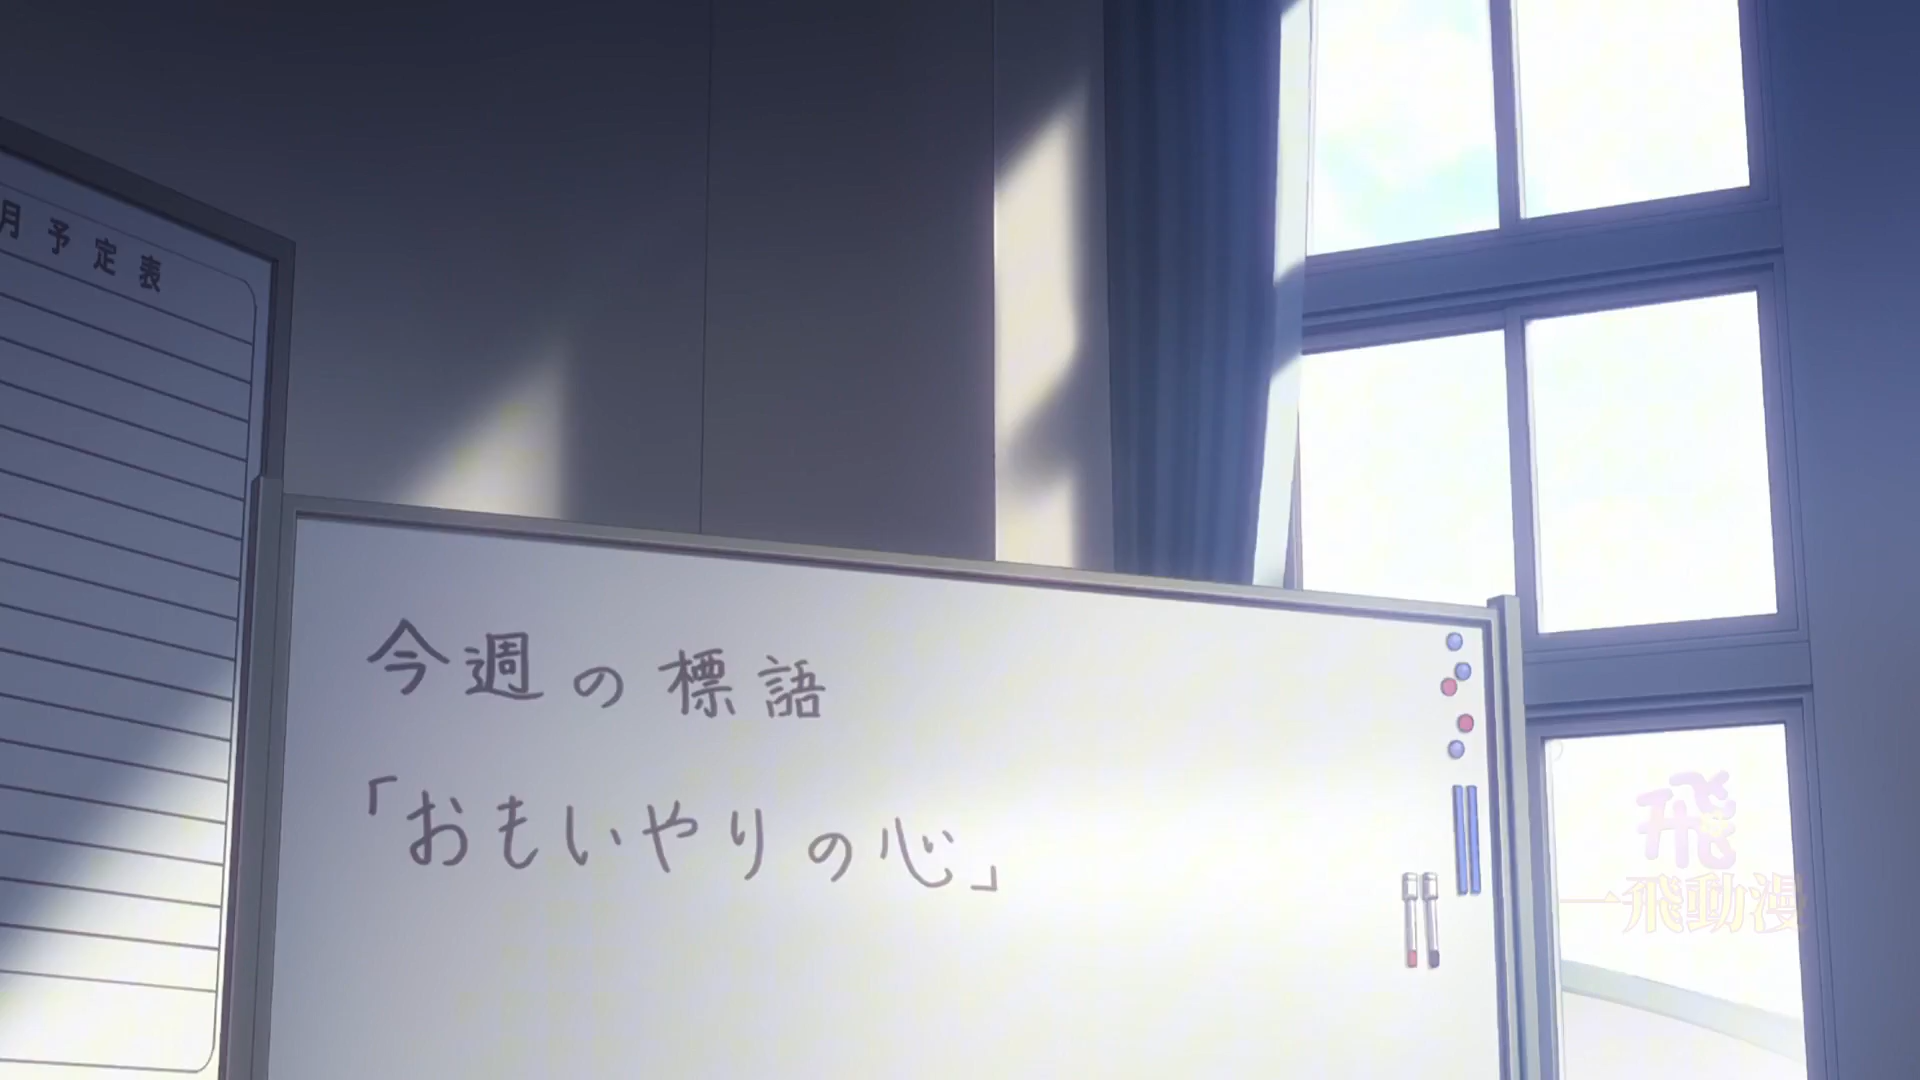 月予定表
今週の標語
「おもいやりの心」
飛
一飛動漫